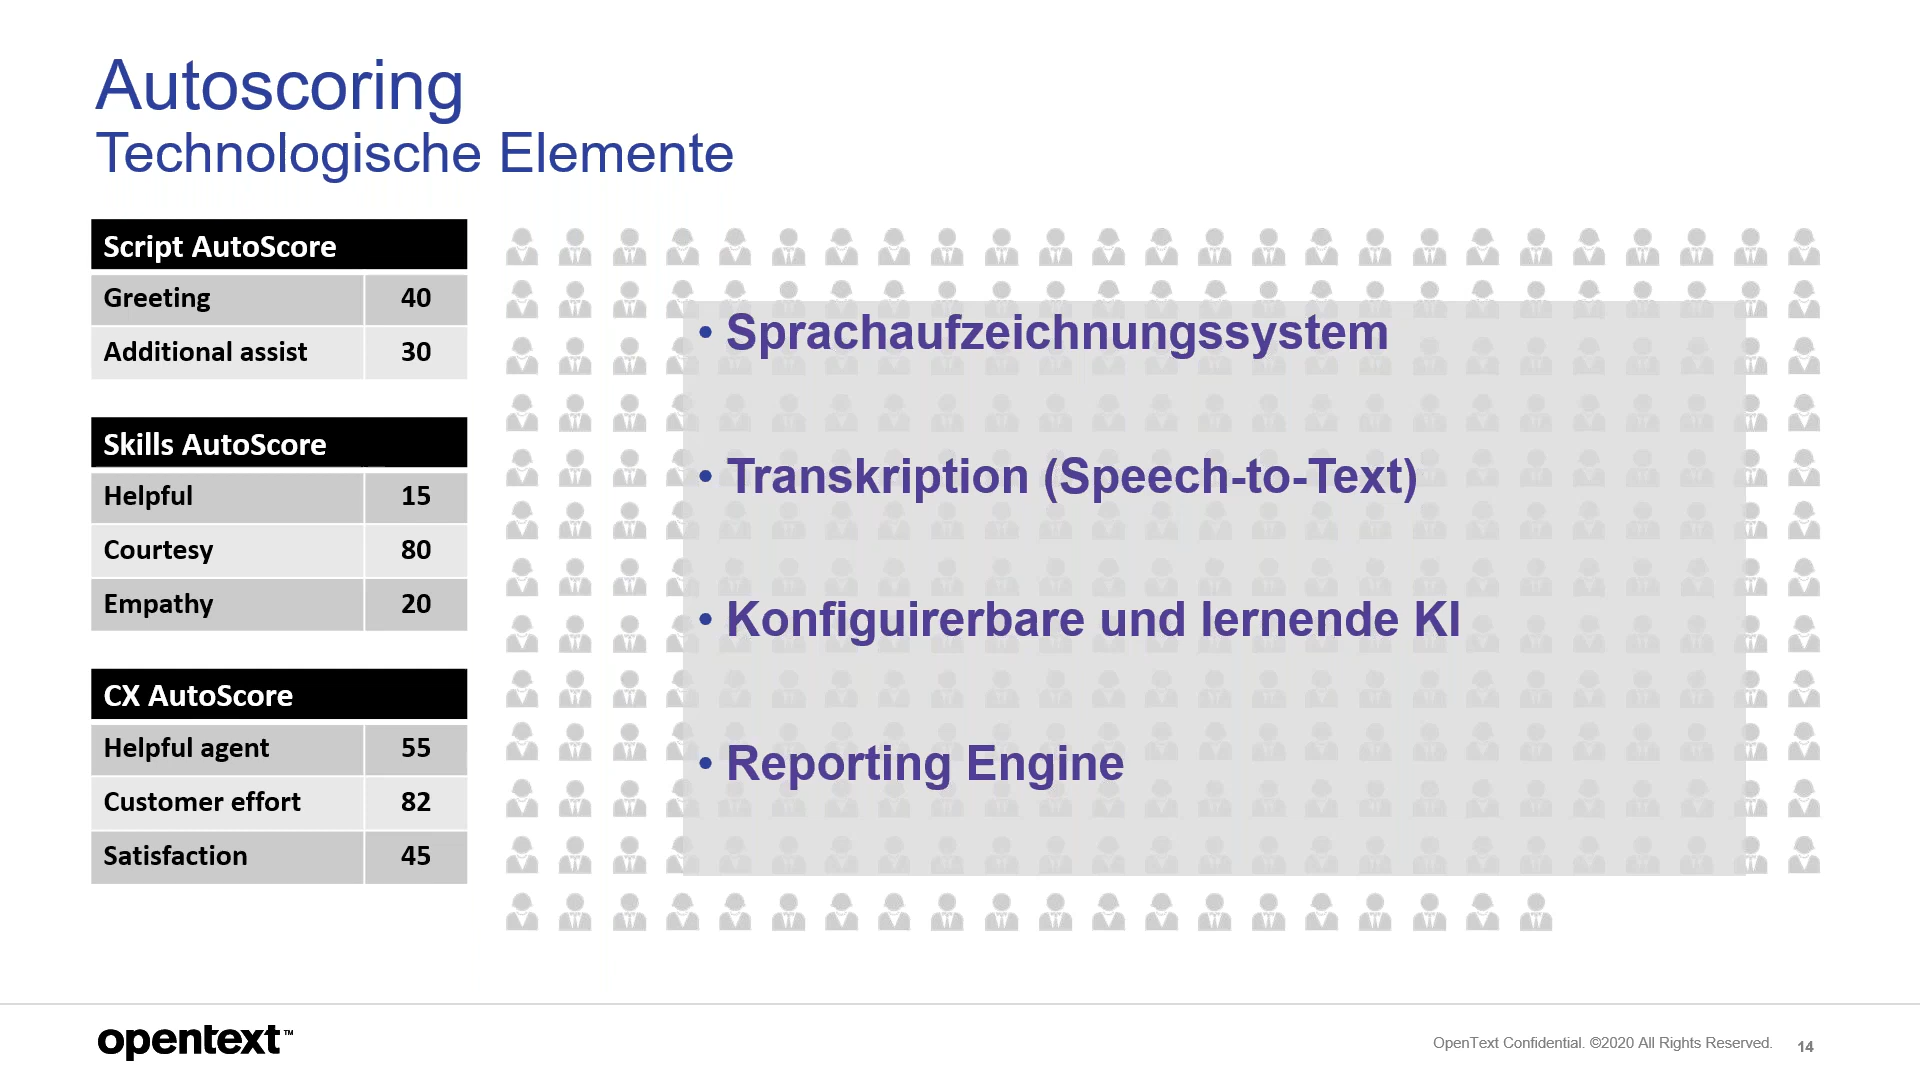 Autoscoring
Technologische Elemente
Script AutoScore
Greeting 40
Additional assist 30
Skills AutoScore
Helpful 15
Courtesy 80
Empathy 20
CX AutoScore
Helpful agent 55
Customer effort 82
Satisfaction 45
• Sprachaufzeichnungssystem
• Transkription (Speech-to-Text)
• Konfiguirerbare und lernende KI
• Reporting Engine
opentext™
OpenText Confidential. ©2020 All Rights Reserved. 14